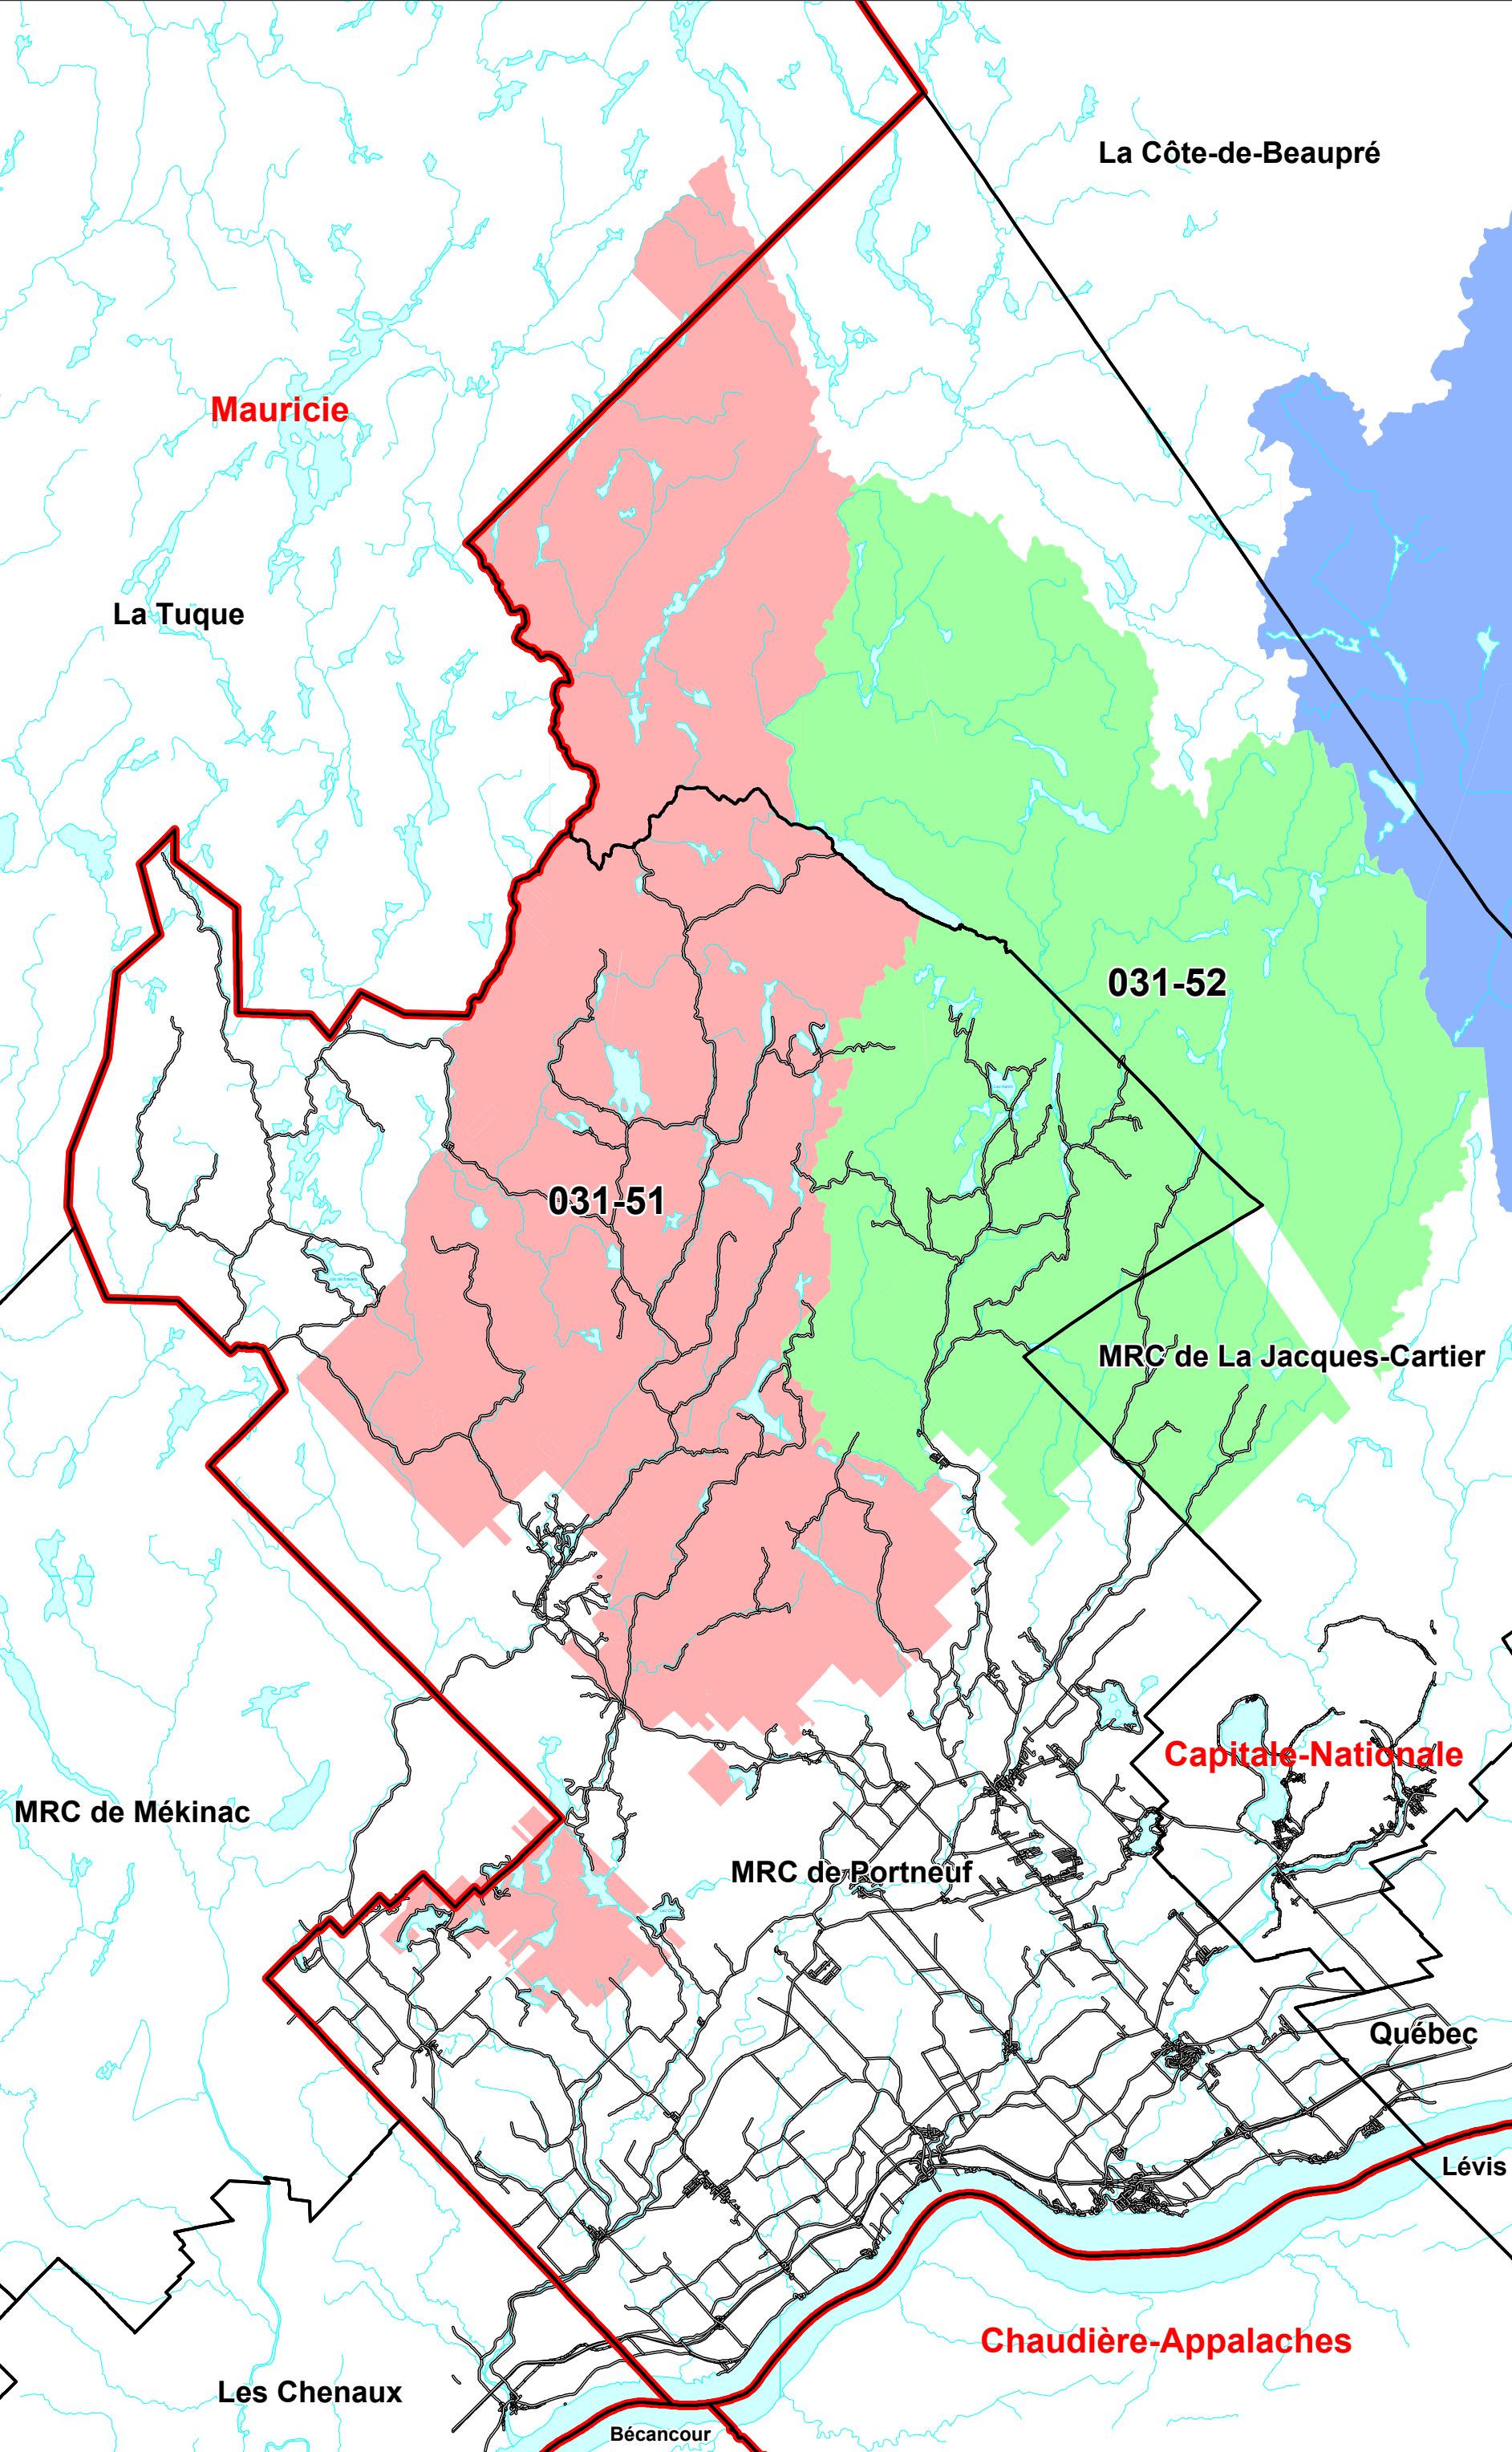 La Côte-de-Beaupré
Mauricie
La Tuque
031-52
031-51
MRC de La Jacques-Cartier
Capitale-Nationale
MRC de Mékinac
MRC de Portneuf
Québec
Lévis
Chaudière-Appalaches
Les Chenaux
Bécancour